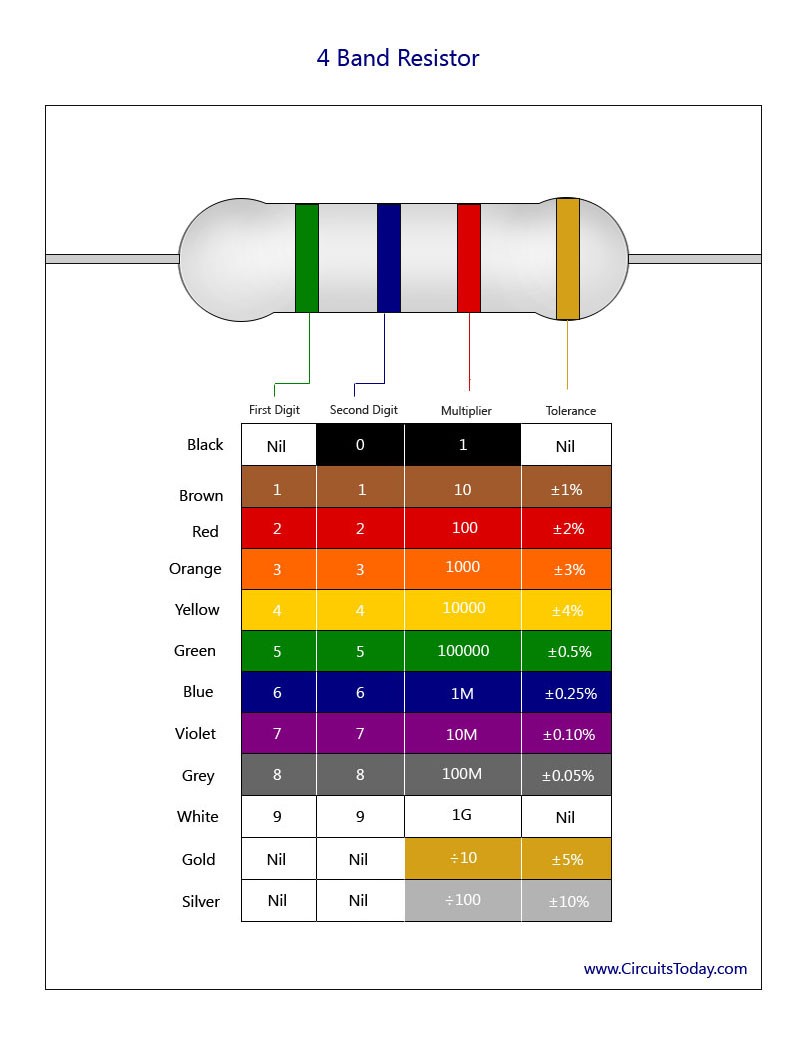 4 Band Resistor
First Digit Second Digit Multiplier Tolerance
Black Nil 0 1 Nil
Brown 1 1 10 ±1%
Red 2 2 100 ±2%
Orange 3 3 1000 ±3%
Yellow 4 4 10000 ±4%
Green 5 5 100000 ±0.5%
Blue 6 6 1M ±0.25%
Violet 7 7 10M ±0.10%
Grey 8 8 100M ±0.05%
White 9 9 1G Nil
Gold Nil Nil ÷10 ±5%
Silver Nil Nil ÷100 ±10%
www.CircuitsToday.com